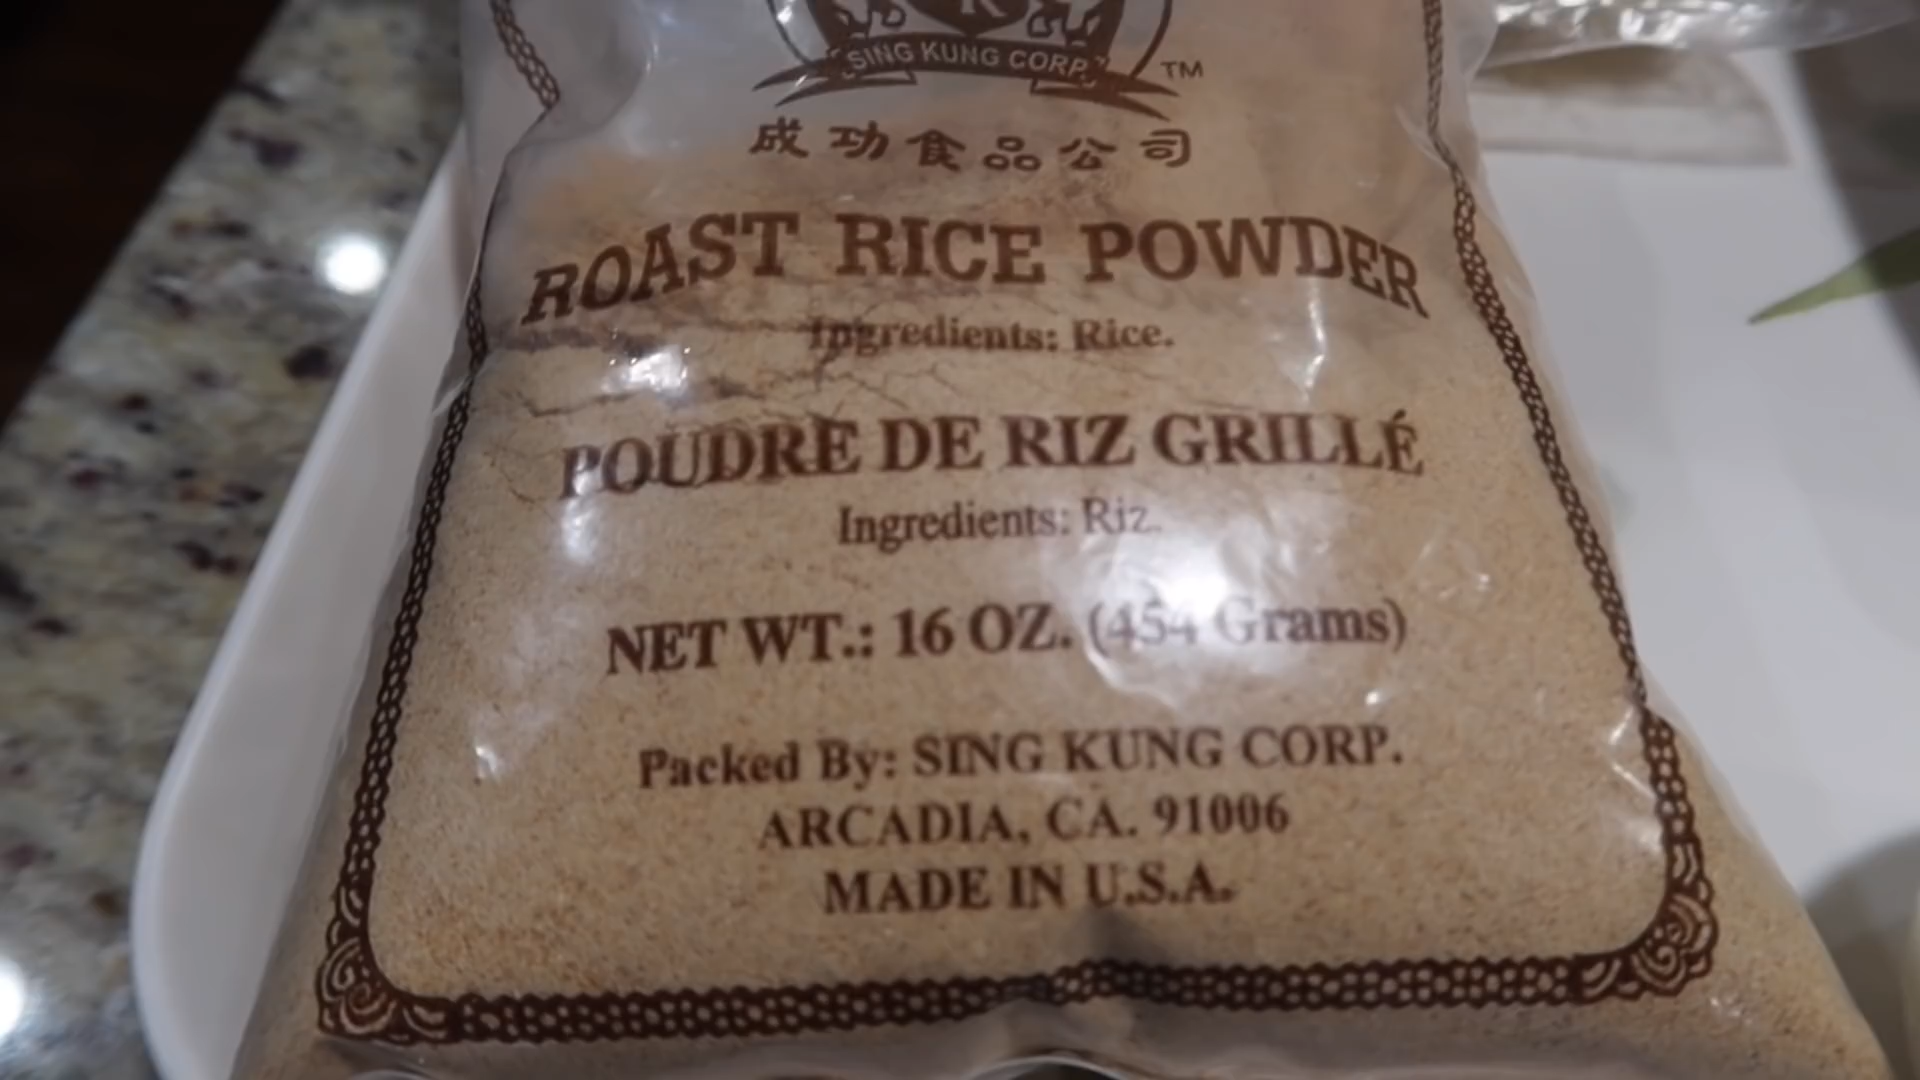 K
SING KUNG CORP.
TM
成功食品公司
ROAST RICE POWDER
Ingredients: Rice.
POUDRE DE RIZ GRILLÉ
Ingredients: Riz.
NET WT.: 16 OZ. (454 Grams)
Packed By: SING KUNG CORP.
ARCADIA, CA. 91006
MADE IN U.S.A.